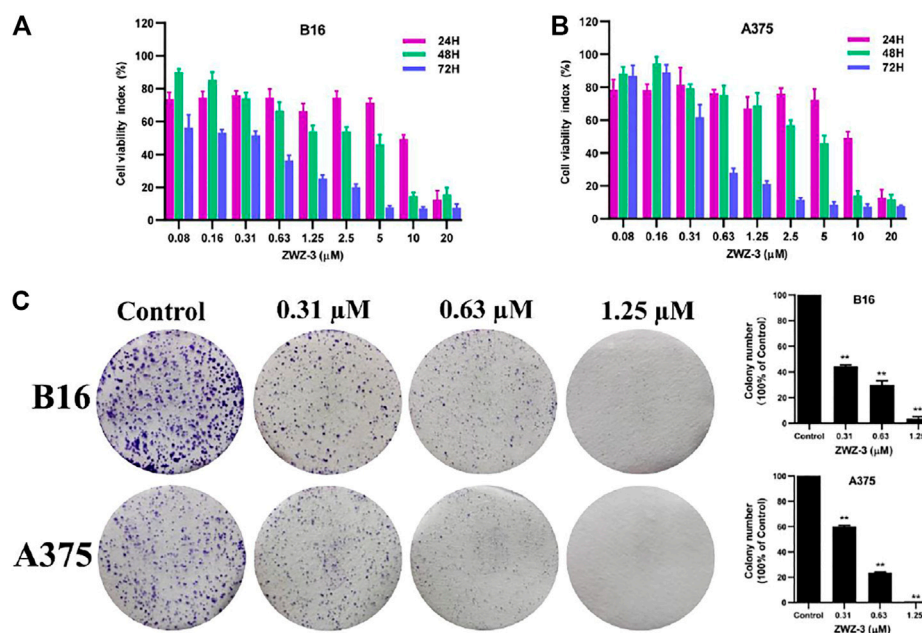 A
B16
24H
48H
72H
Cell viability index (%)
120
100
80
60
40
20
0
0.08 0.16 0.31 0.63 1.25 2.5 5 10 20
ZWZ-3 (μM)
B
A375
24H
48H
72H
Coll viability index (%)
120
100
80
60
40
20
0
0.08 0.16 0.31 0.63 1.25 2.5 5 10 20
ZWZ-3 (μM)
C
Control 0.31 μM 0.63 μM 1.25 μM
B16
A375
B16
Colony number
(100% of Control)
100
80
60
40
20
0
**
**
**
Control 0.31 0.63 1.25
ZWZ-3 (μM)
A375
Colony number
(100% of Control)
100
80
60
40
20
0
**
**
**
Control 0.31 0.63 1.25
ZWZ-3 (μM)